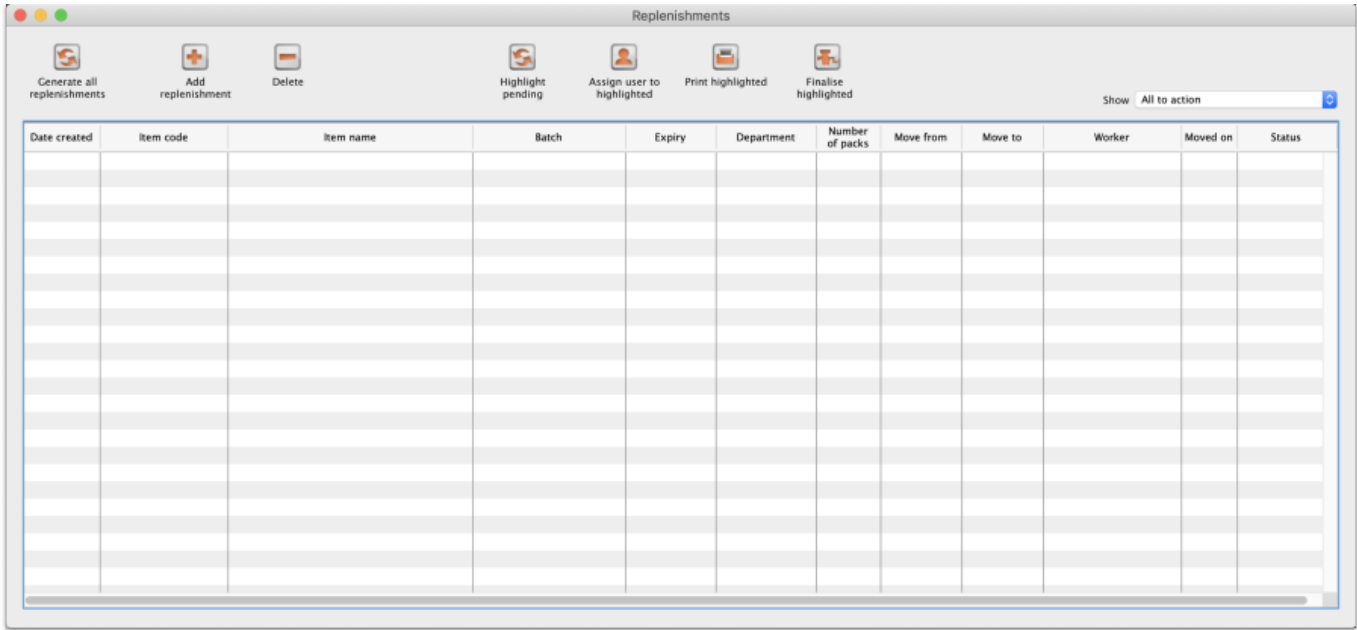 Replenishments
Generate all
replenishments
Add
replenishment
Delete
Highlight
pending
Assign user to
highlighted
Print highlighted
Finalise
highlighted
Show All to action
Date created Item code Item name Batch Expiry Department Number of packs Move from Move to Worker Moved on Status